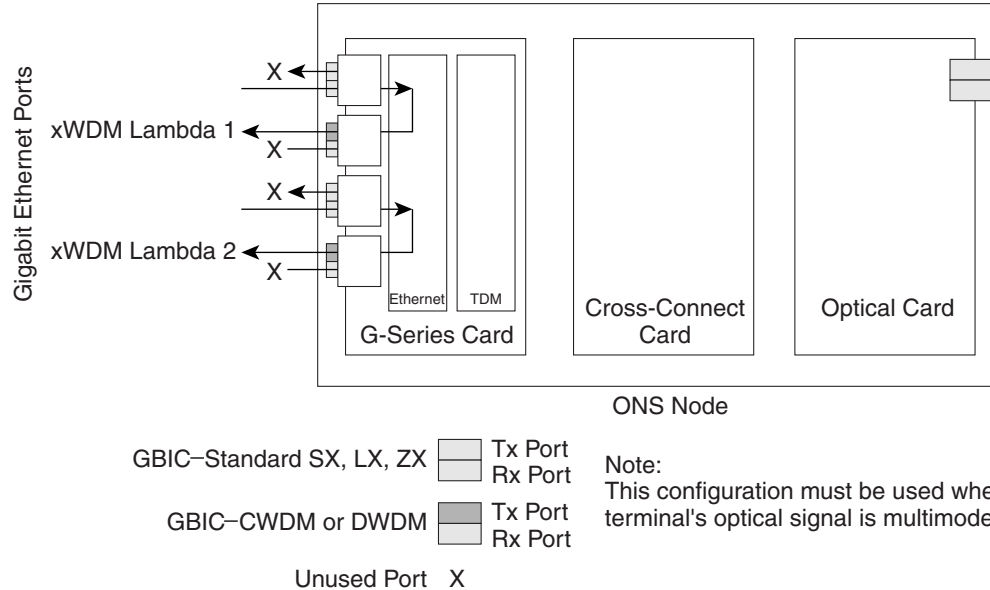 Gigabit Ethernet Ports
X
xWDM Lambda 1
X
X
xWDM Lambda 2
X
Ethernet
TDM
G-Series Card
Cross-Connect
Card
Optical Card
ONS Node
GBIC–Standard SX, LX, ZX
Tx Port
Rx Port
GBIC–CWDM or DWDM
Tx Port
Rx Port
Unused Port X
Note:
This configuration must be used whe
terminal's optical signal is multimode